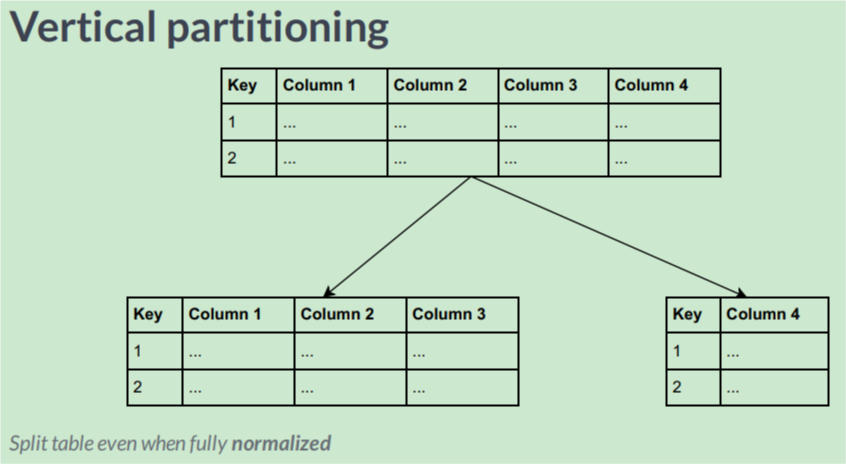 Vertical partitioning
Key Column 1 Column 2 Column 3 Column 4
1 ... ... ... ...
2 ... ... ... ...
Key Column 1 Column 2 Column 3
1 ... ... ...
2 ... ... ...
Key Column 4
1 ...
2 ...
Split table even when fully normalized